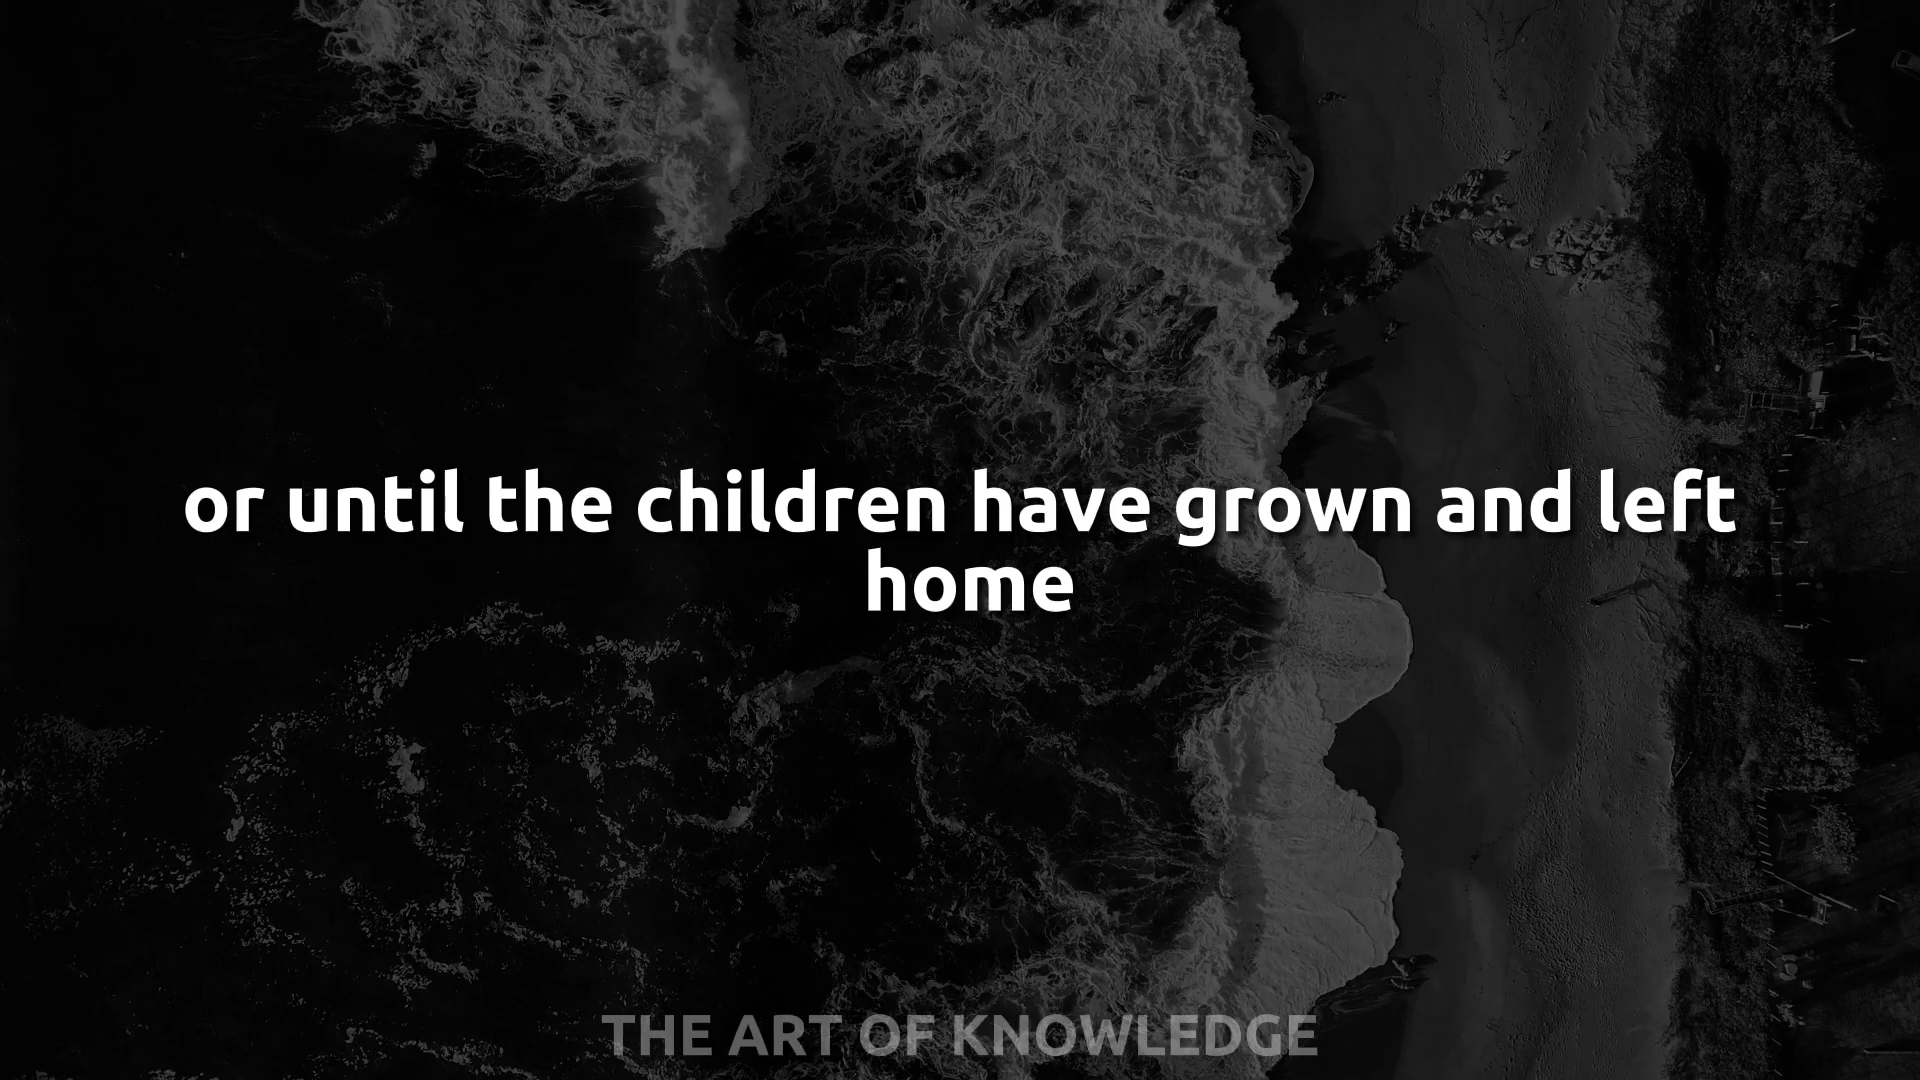 or until the children have grown and left
home
THE ART OF KNOWLEDGE